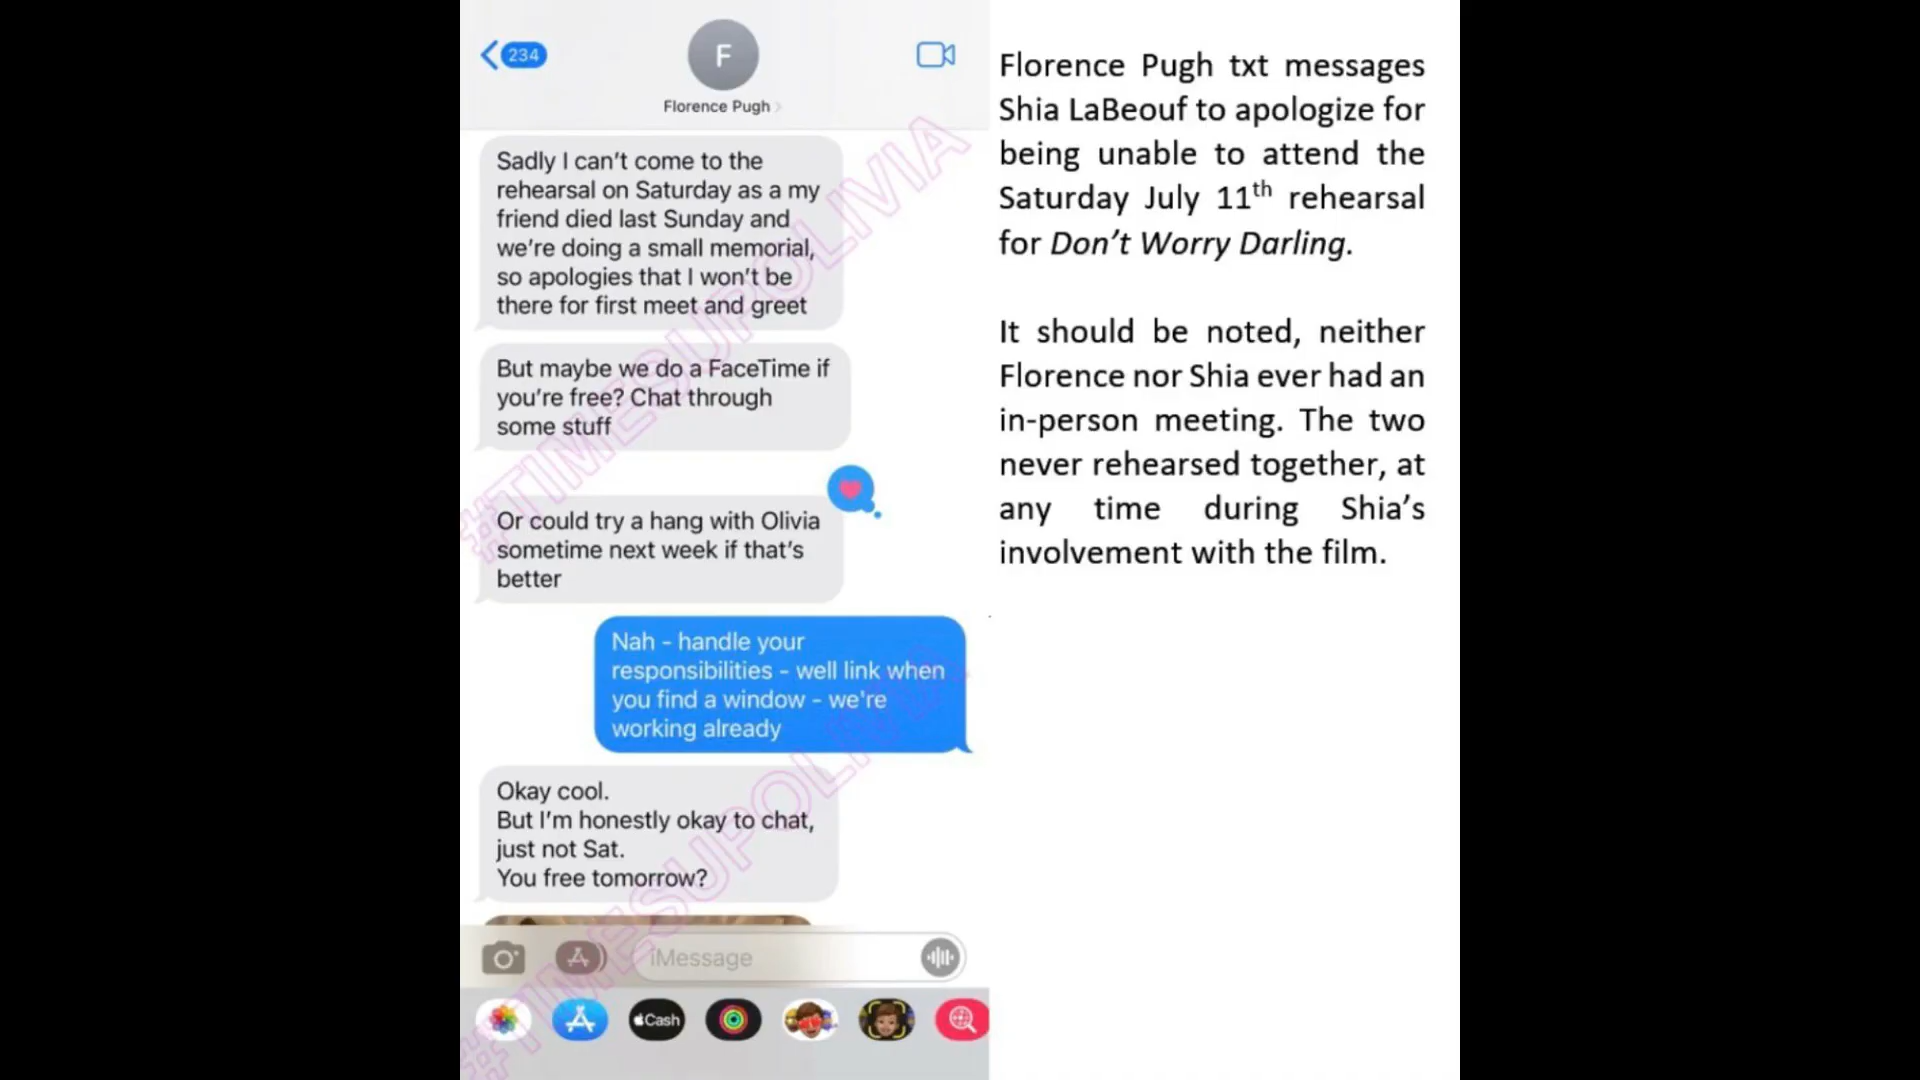 234
F
Florence Pugh
Sadly I can't come to the
rehearsal on Saturday as a my
friend died last Sunday and
we're doing a small memorial,
so apologies that I won't be
there for first meet and greet
But maybe we do a FaceTime if
you're free? Chat through
some stuff
Or could try a hang with Olivia
sometime next week if that's
better
Nah - handle your
responsibilities - well link when
you find a window - we're
working already
Okay cool.
But I'm honestly okay to chat,
just not Sat.
You free tomorrow?
iMessage
Cash
#TIMESUPOLIVIA
#TIMESUPOLIVIA
Florence Pugh txt messages
Shia LaBeouf to apologize for
being unable to attend the
Saturday July 11th rehearsal
for Don't Worry Darling.
It should be noted, neither
Florence nor Shia ever had an
in-person meeting. The two
never rehearsed together, at
any time during Shia's
involvement with the film.